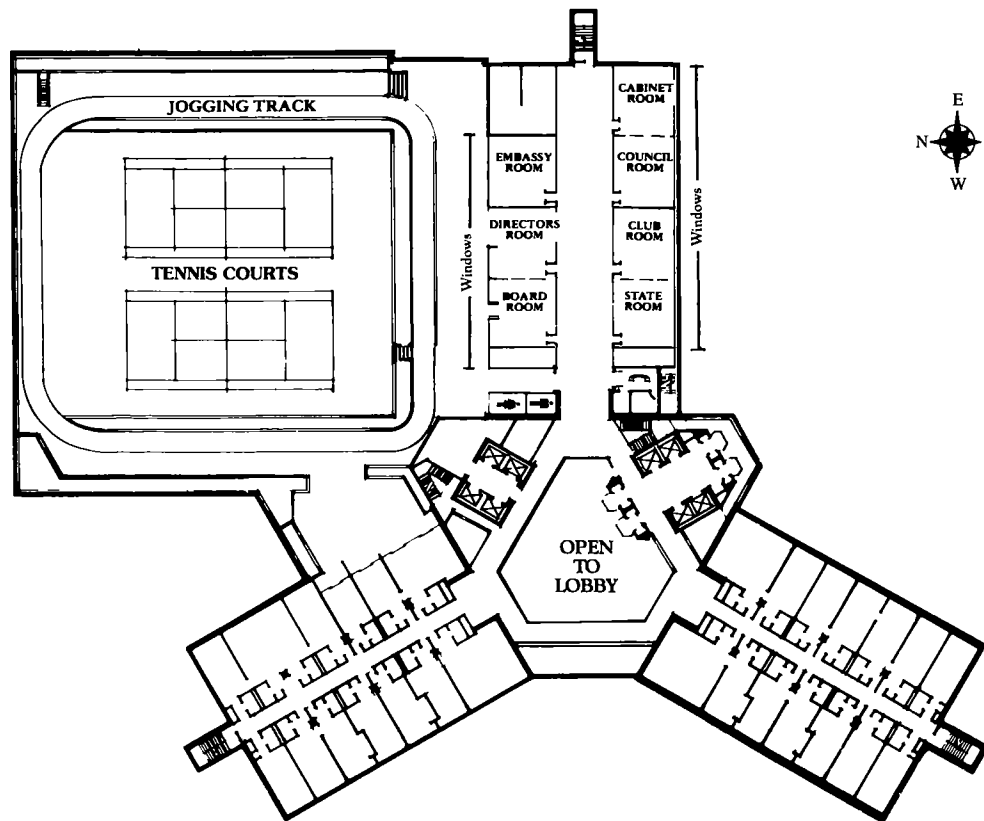 JOGGING TRACK
TENNIS COURTS
EMBASSY
ROOM
DIRECTORS
ROOM
BOARD
ROOM
Windows
CABINET
ROOM
COUNCIL
ROOM
CLUB
ROOM
STATE
ROOM
Windows
E
N
S
W
OPEN
TO
LOBBY